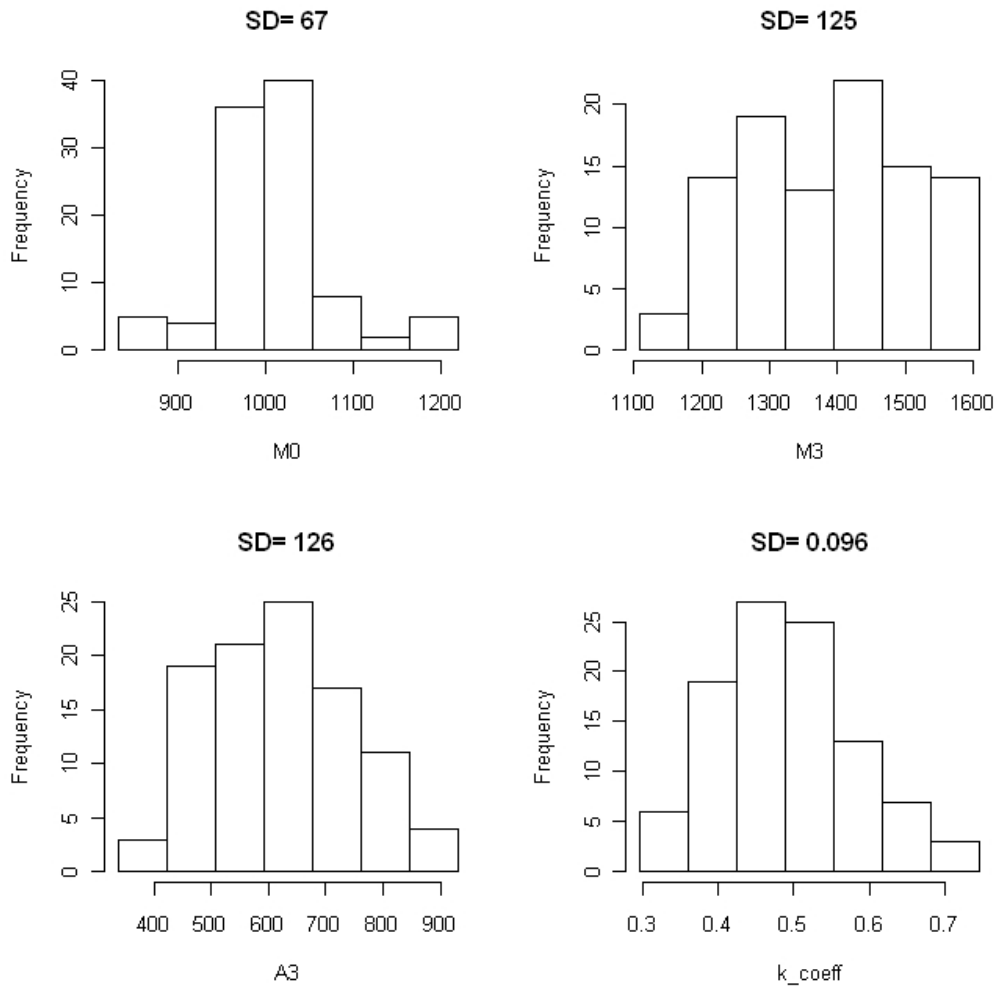 SD= 67
Frequency
0 10 20 30 40
900 1000 1100 1200
M0
SD= 125
Frequency
0 5 10 15 20
1100 1200 1300 1400 1500 1600
M3
SD= 126
Frequency
0 5 10 15 20 25
400 500 600 700 800 900
A3
SD= 0.096
Frequency
0 5 10 15 20 25
0.3 0.4 0.5 0.6 0.7
k_coeff